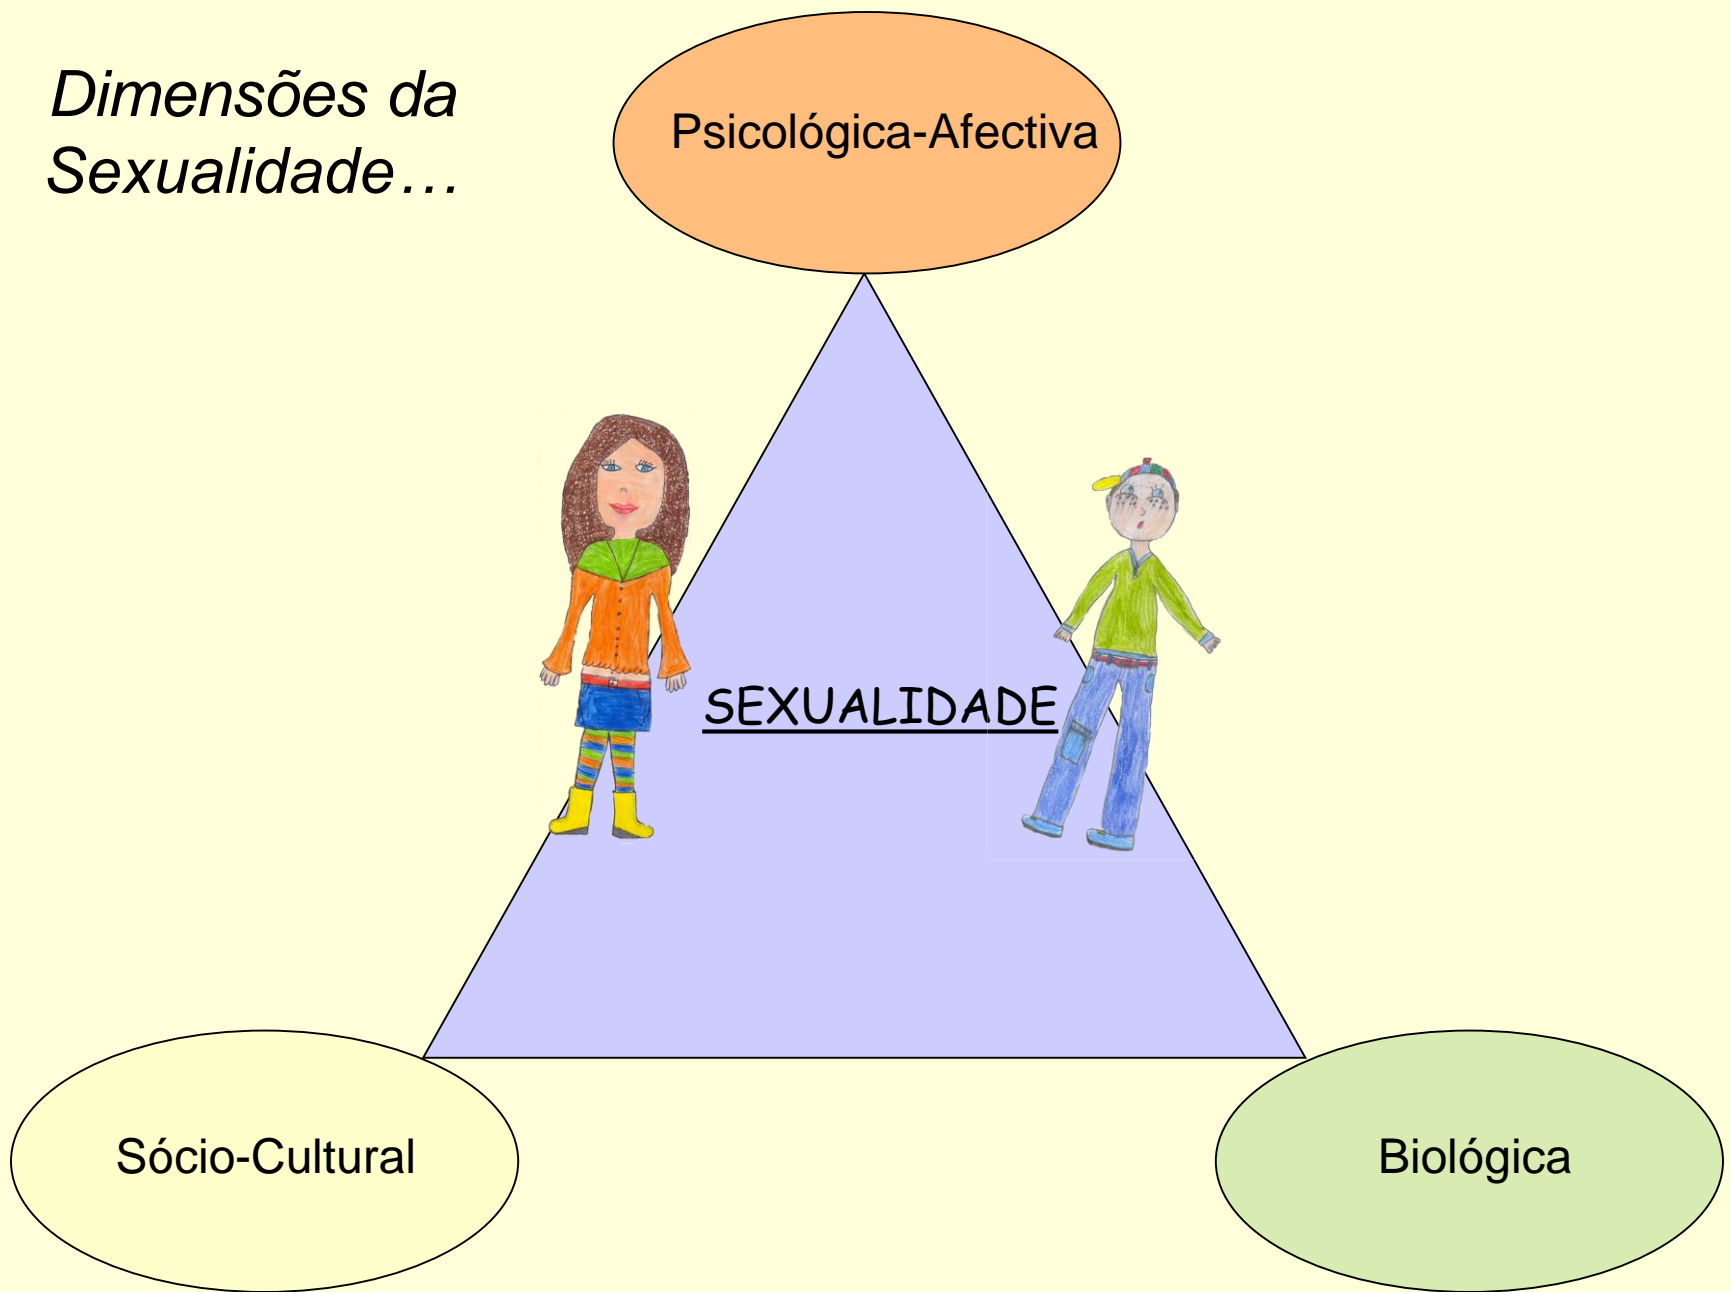 Dimensões da
Sexualidade…
Psicológica-Afectiva
SEXUALIDADE
Sócio-Cultural
Biológica